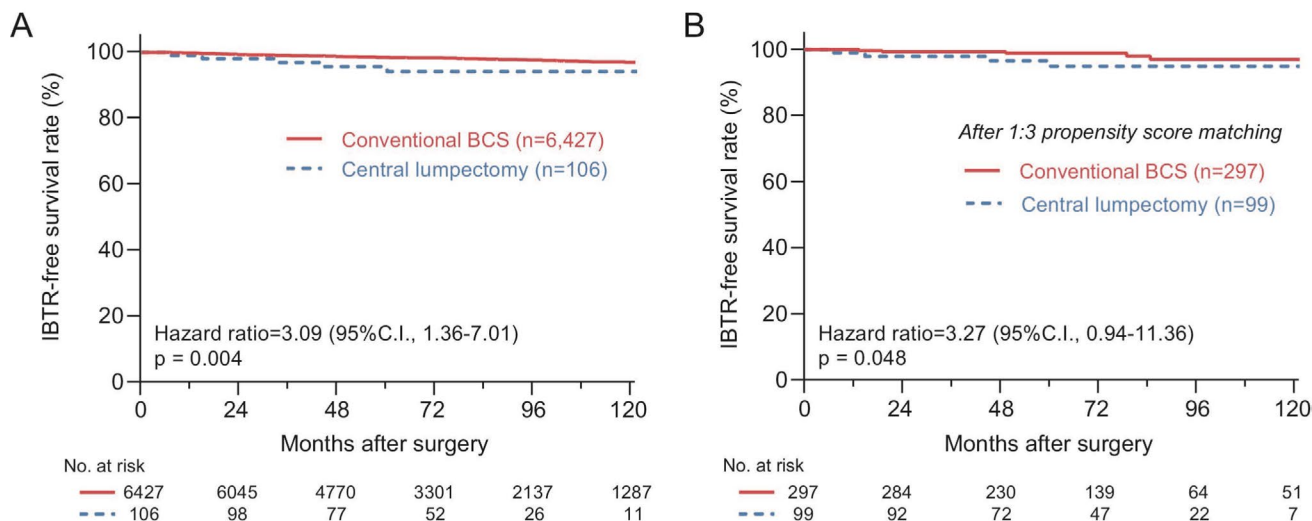 A
IBTR-free survival rate (%)
100
80
60
40
20
0
Conventional BCS (n=6,427)
Central lumpectomy (n=106)
Hazard ratio=3.09 (95%C.I., 1.36-7.01)
p = 0.004
0 24 48 72 96 120
Months after surgery
No. at risk
6427 6045 4770 3301 2137 1287
106 98 77 52 26 11
B
IBTR-free survival rate (%)
100
80
60
40
20
0
After 1:3 propensity score matching
Conventional BCS (n=297)
Central lumpectomy (n=99)
Hazard ratio=3.27 (95%C.I., 0.94-11.36)
p = 0.048
0 24 48 72 96 120
Months after surgery
No. at risk
297 284 230 139 64 51
99 92 72 47 22 7